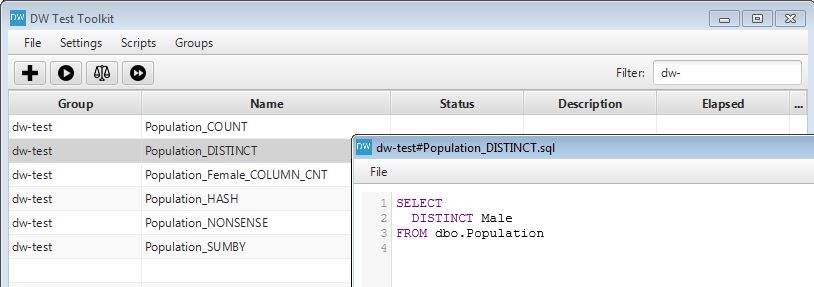 DW DW Test Toolkit
File Settings Scripts Groups
Filter: dw-
Group Name Status Description Elapsed ...
dw-test Population_COUNT
dw-test Population_DISTINCT
dw-test Population_Female_COLUMN_CNT
dw-test Population_HASH
dw-test Population_NONSENSE
dw-test Population_SUMBY
DW dw-test#Population_DISTINCT.sql
File
1 SELECT
2 DISTINCT Male
3 FROM dbo.Population
4